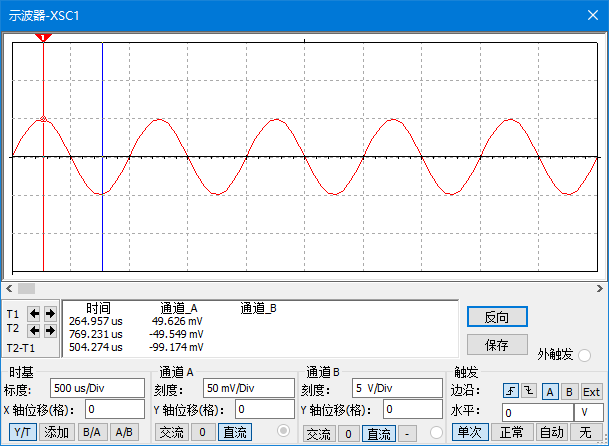 示波器-XSC1
1
时间 通道_A 通道_B
T1 264.957 us 49.626 mV
T2 769.231 us -49.549 mV
T2-T1 504.274 us -99.174 mV
反向
保存
外触发
时基
标度: 500 us/Div
X 轴位移(格): 0
Y/T 添加 B/A A/B
通道 A
刻度: 50 mV/Div
Y 轴位移(格): 0
交流 0 直流
通道 B
刻度: 5 V/Div
Y 轴位移(格): 0
交流 0 直流 -
触发
边沿: A B Ext
水平: 0 V
单次 正常 自动 无